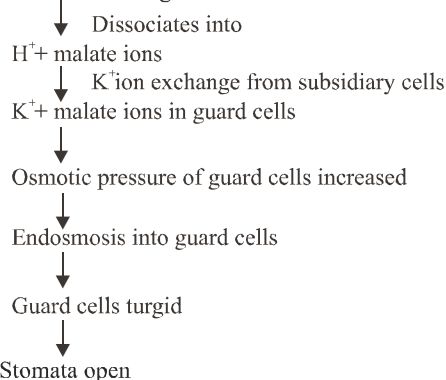 Dissociates into
H⁺+ malate ions
K⁺ion exchange from subsidiary cells
K⁺+ malate ions in guard cells
Osmotic pressure of guard cells increased
Endosmosis into guard cells
Guard cells turgid
Stomata open